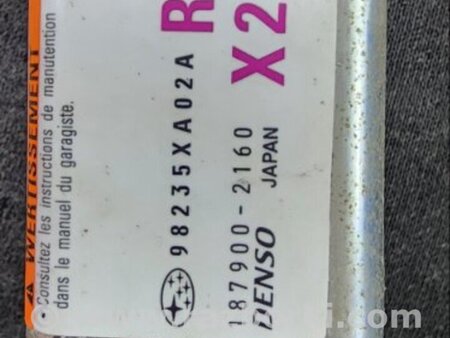 AVERTISSEMENT
Consultez les instructions de manutention
dans le manuel du garagiste.
R
X2
98235XA02A
187900-2160
DENSO JAPAN